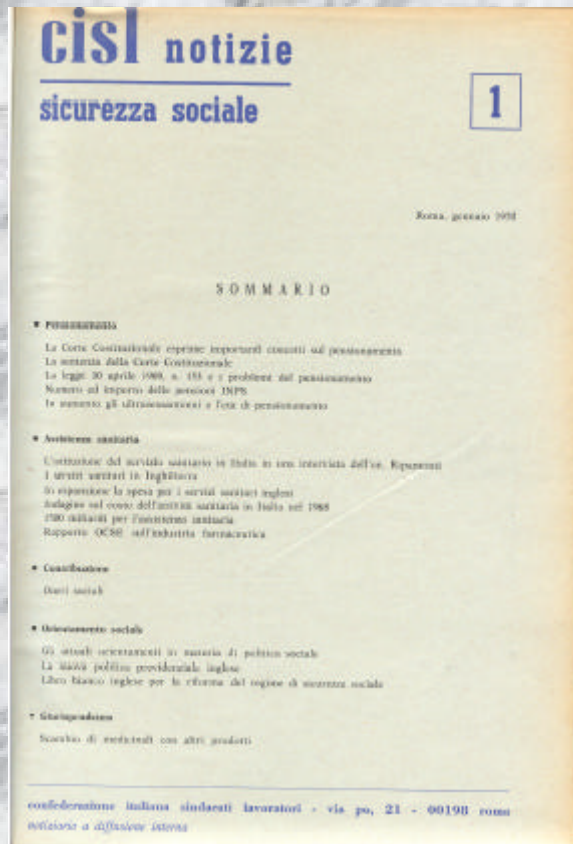 cisl notizie
sicurezza sociale
1
Roma, gennaio
SOMMARIO
Pensionamento
La Corte Costituzionale esprime importanti concetti sul pensionamento
La sentenza della Corte Costituzionale
La legge 30 aprile 1969, n. 153 e i problemi del pensionamento
Numero ed importo delle pensioni INPS
In aumento gli ultrasessantenni e l'età di pensionamento
Assistenza sanitaria
L'istituzione del servizio sanitario in Italia in una intervista dell'on. Ripamonti
I servizi sanitari in Inghilterra
In espansione la spesa per i servizi sanitari inglesi
Indagine sul costo dell'attività sanitaria in Italia nel 1968
miliardi per l'assistenza sanitaria
Rapporto OCSE sull'industria farmaceutica
Contribuzione
Oneri sociali
Orientamento sociale
Gli attuali orientamenti in materia di politica sociale
La nuova politica previdenziale inglese
Libro bianco inglese per la riforma del regime di sicurezza sociale
Giurisprudenza
Scambio di medicinali con altri prodotti
confederazione italiana sindacati lavoratori - via po, 21 - 00198 roma
notiziario a diffusione interna